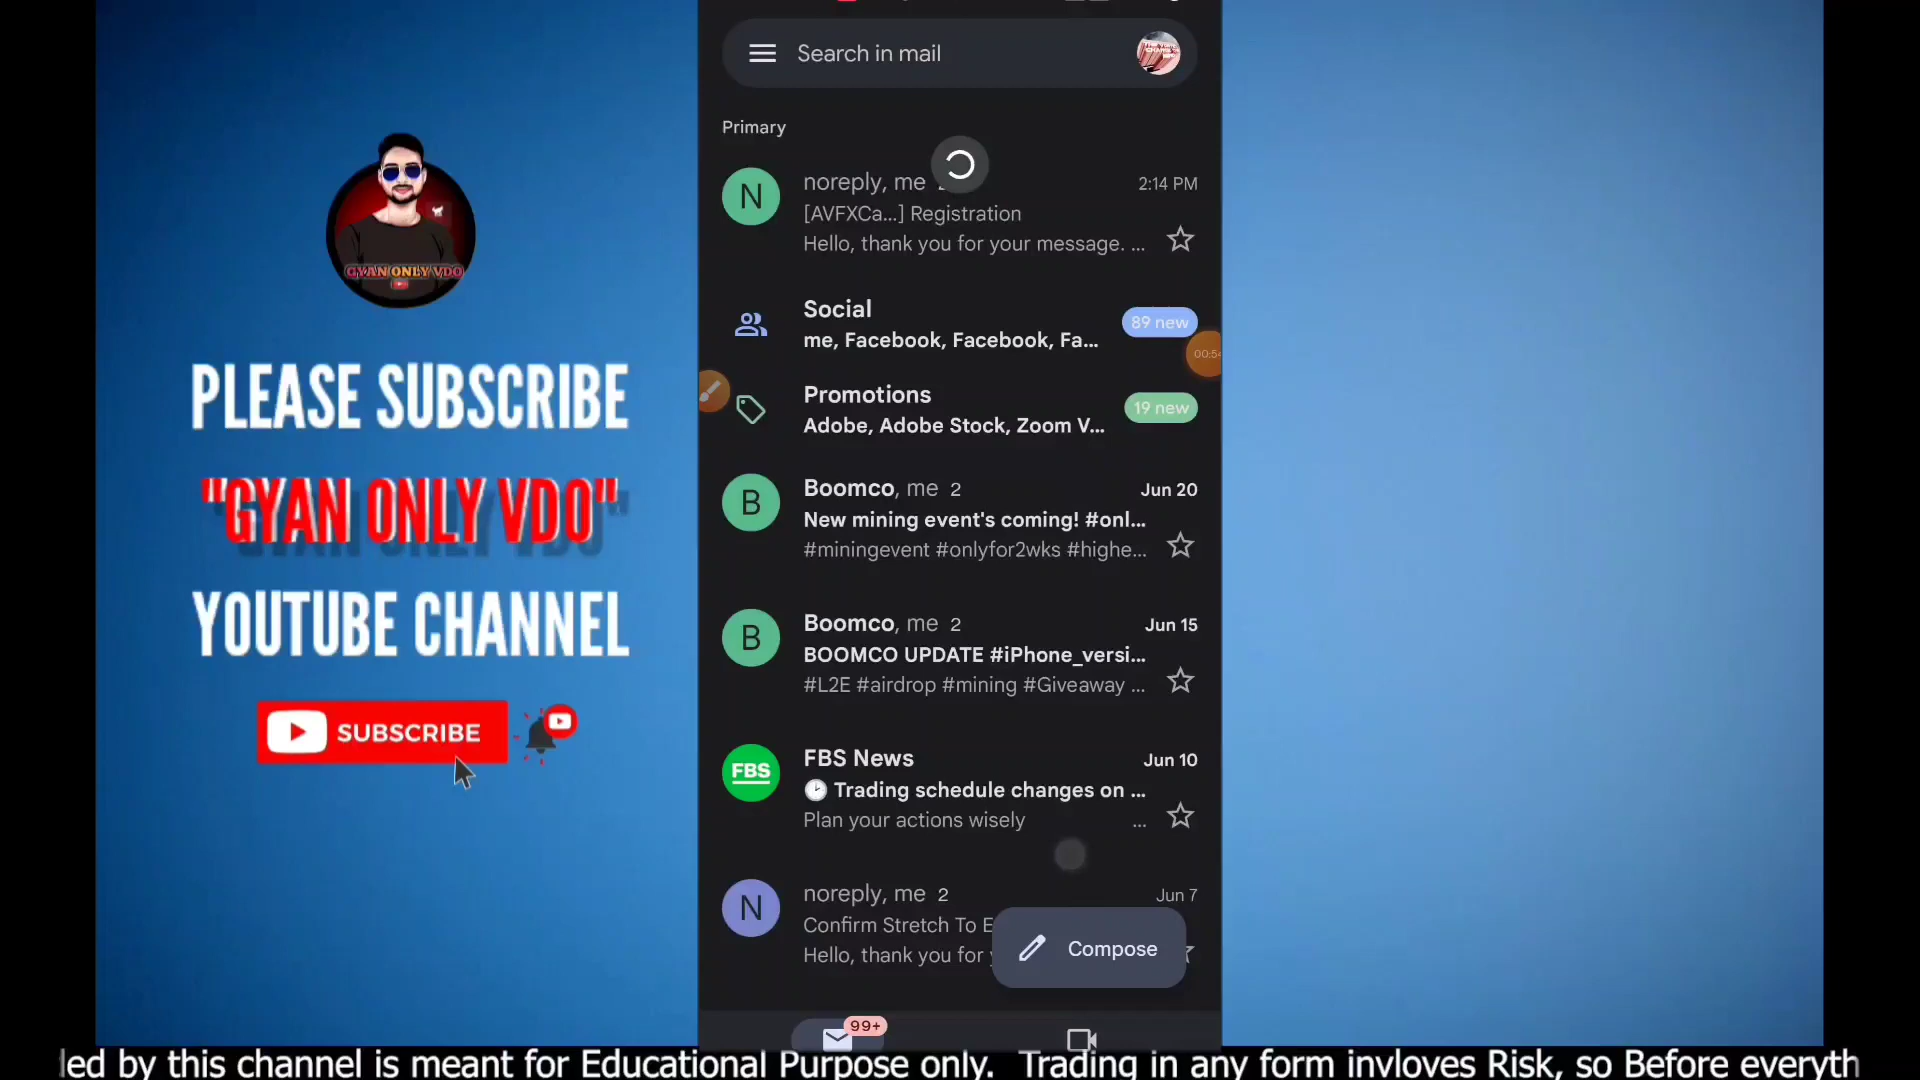 GYAN ONLY VDO
PLEASE SUBSCRIBE
"GYAN ONLY VDO"
YOUTUBE CHANNEL
SUBSCRIBE
Search in mail
Primary
N
noreply, me
2:14 PM
[AVFXCa...] Registration
Hello, thank you for your message. ...
Social
89 new
me, Facebook, Facebook, Fa...
00:54
Promotions
19 new
Adobe, Adobe Stock, Zoom V...
B
Boomco, me 2
Jun 20
New mining event's coming! #onl...
#miningevent #onlyfor2wks #highe...
B
Boomco, me 2
Jun 15
BOOMCO UPDATE #iPhone_versi...
#L2E #airdrop #mining #Giveaway ...
FBS
FBS News
Jun 10
🕑 Trading schedule changes on ...
Plan your actions wisely ...
N
noreply, me 2
Jun 7
Confirm Stretch To E
Hello, thank you for
Compose
99+
led by this channel is meant for Educational Purpose only. Trading in any form invloves Risk, so Before everyth